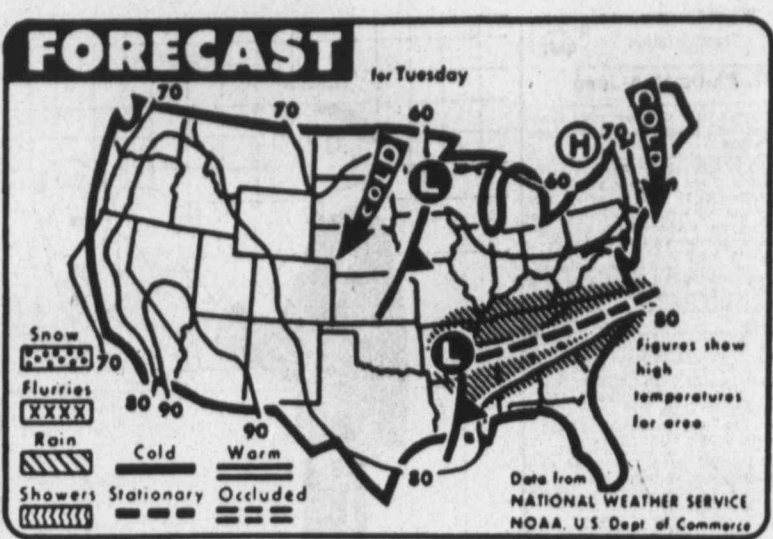 FORECAST
for Tuesday
70
70
60
COLD
L
H
70
COLD
60
L
80
Figures show
high
temperatures
for area
Snow
70
Flurries
XXXX
80
90
Rain
90
Cold
Warm
80
Showers
Stationary
Occluded
Data from
NATIONAL WEATHER SERVICE
NOAA, U.S. Dept. of Commerce